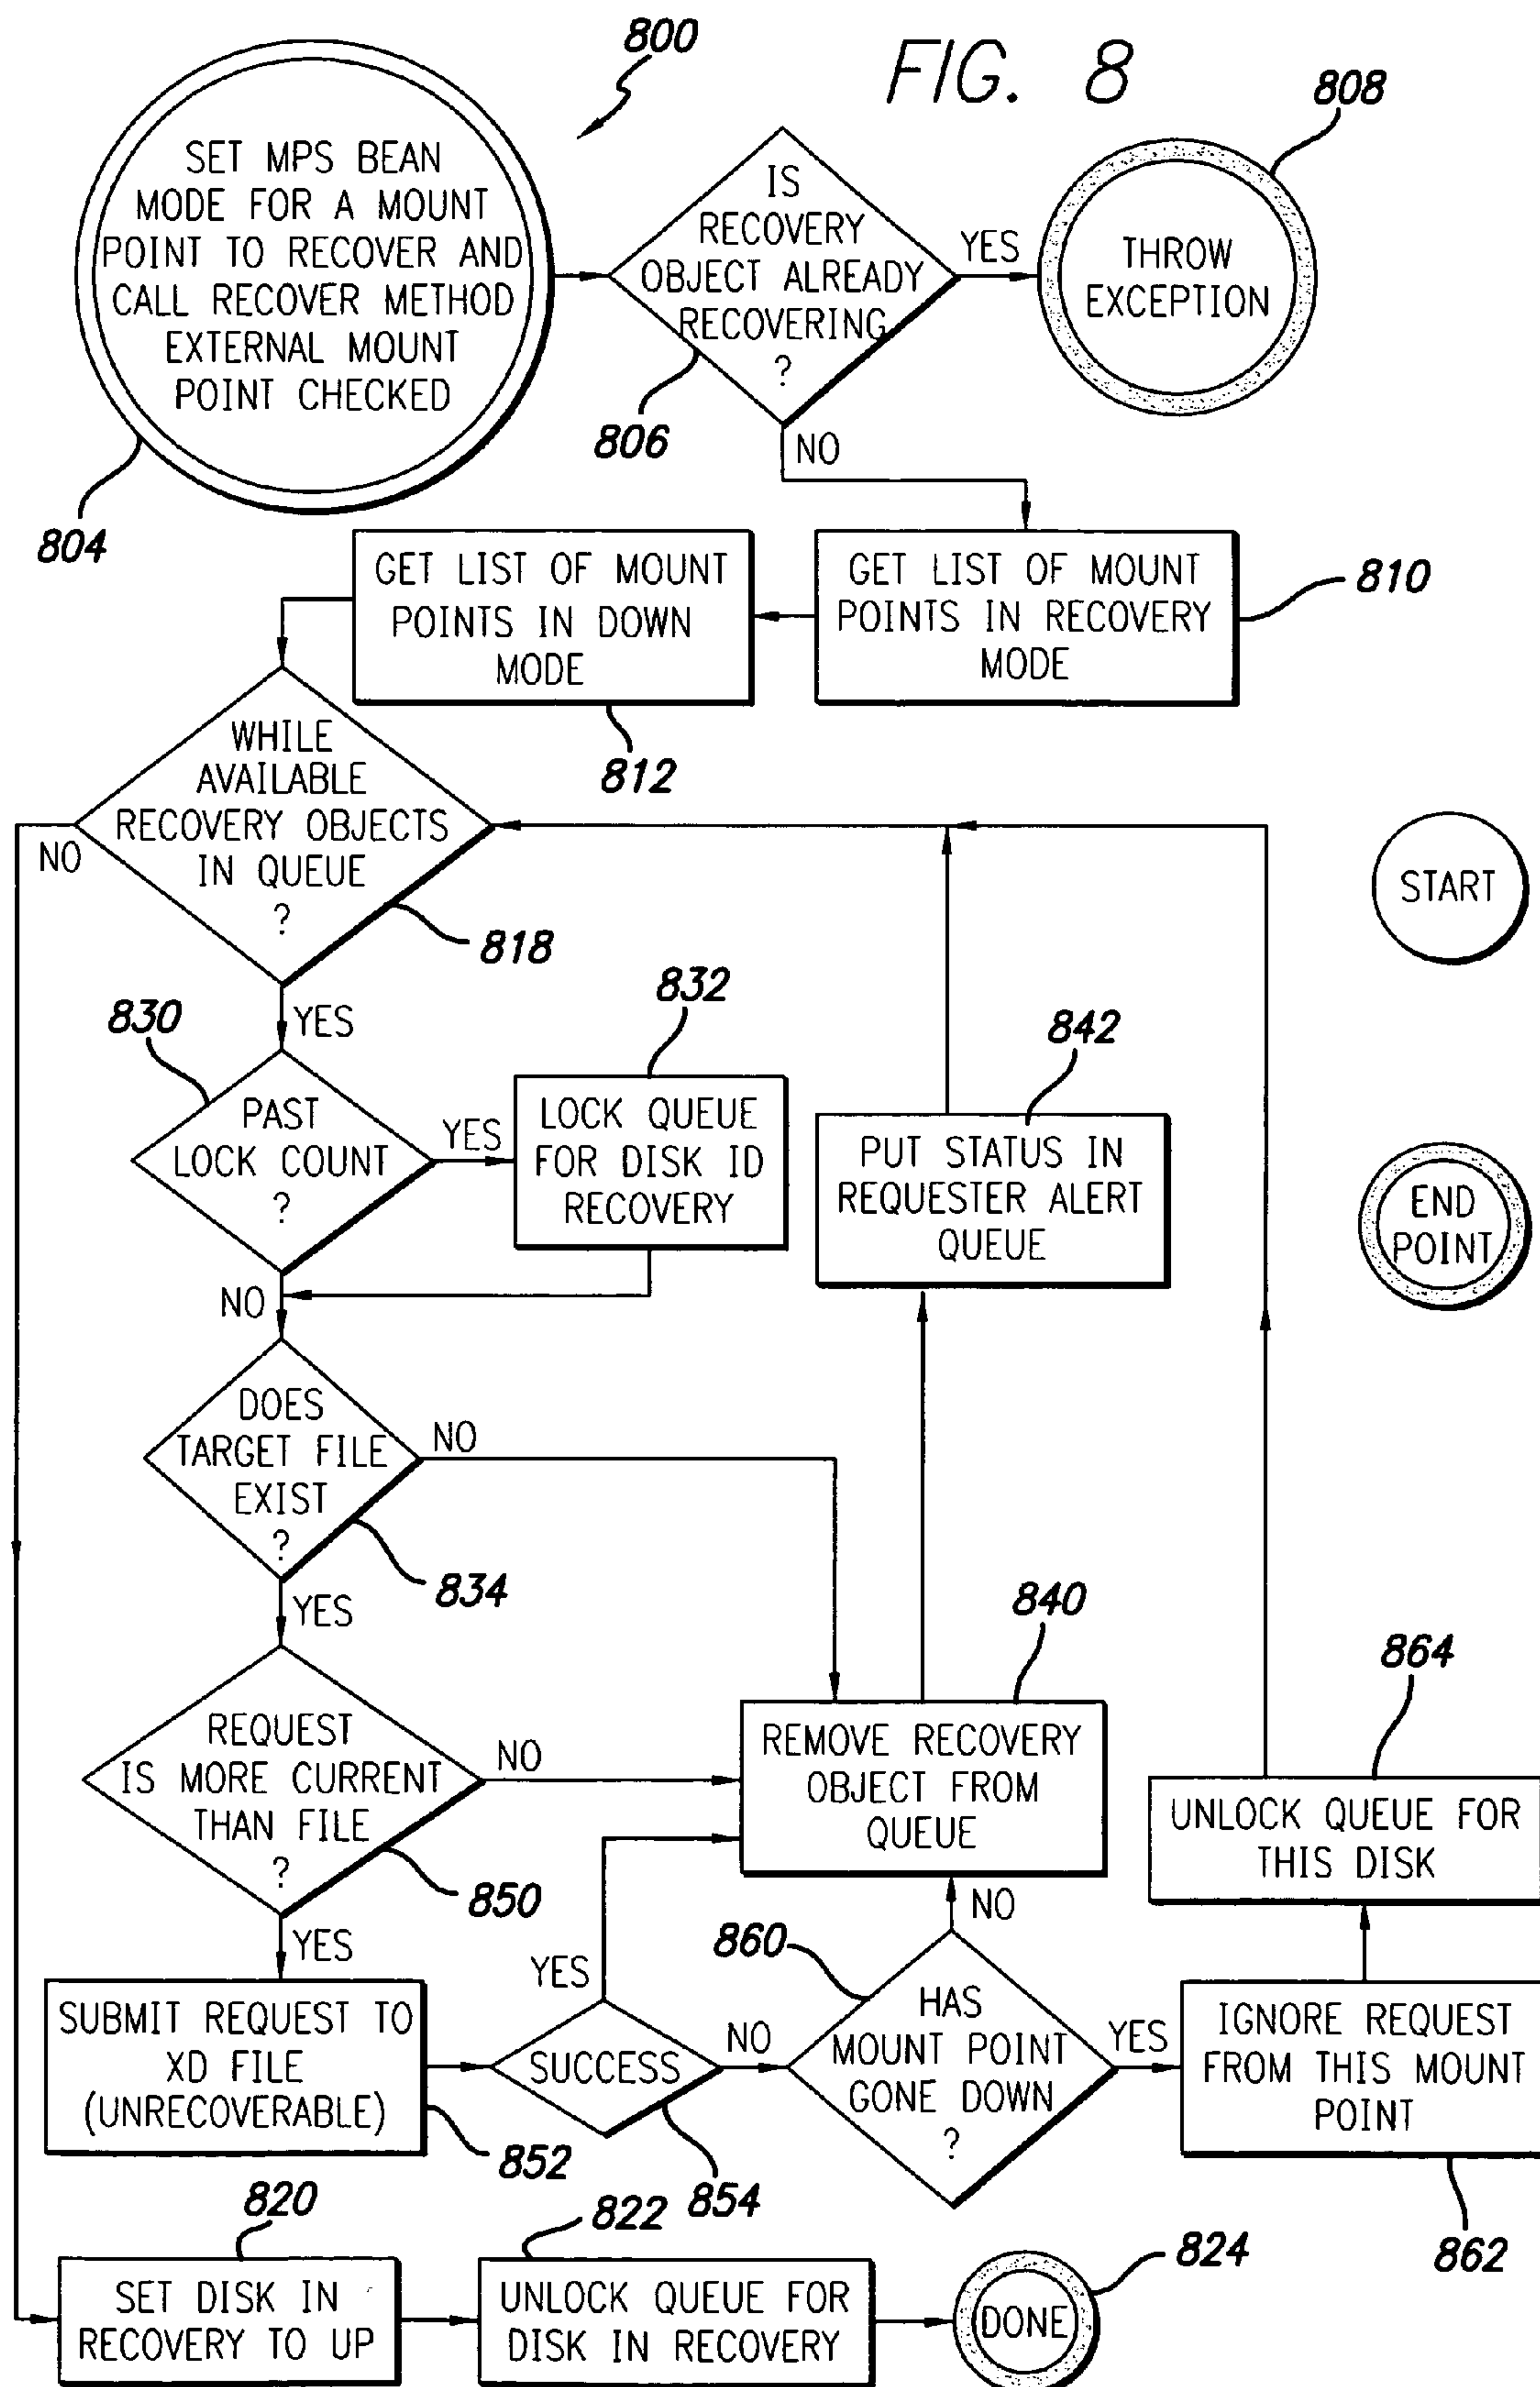 800
FIG. 8
808
SET MPS BEAN
MODE FOR A MOUNT
POINT TO RECOVER AND
CALL RECOVER METHOD
EXTERNAL MOUNT
POINT CHECKED
804
IS
RECOVERY
OBJECT ALREADY
RECOVERING
?
806
YES
THROW
EXCEPTION
NO
GET LIST OF MOUNT
POINTS IN RECOVERY
MODE
810
GET LIST OF MOUNT
POINTS IN DOWN
MODE
812
WHILE
AVAILABLE
RECOVERY OBJECTS
IN QUEUE
?
NO
818
START
YES
830
PAST
LOCK COUNT
?
YES
832
LOCK QUEUE
FOR DISK ID
RECOVERY
842
PUT STATUS IN
REQUESTER ALERT
QUEUE
END
POINT
NO
DOES
TARGET FILE
EXIST
?
NO
834
YES
REQUEST
IS MORE CURRENT
THAN FILE
?
NO
850
840
REMOVE RECOVERY
OBJECT FROM
QUEUE
864
UNLOCK QUEUE FOR
THIS DISK
YES
SUBMIT REQUEST TO
XD FILE
(UNRECOVERABLE)
852
YES
SUCCESS
854
NO
860
NO
HAS
MOUNT POINT
GONE DOWN
?
YES
IGNORE REQUEST
FROM THIS MOUNT
POINT
862
820
SET DISK IN
RECOVERY TO UP
822
UNLOCK QUEUE FOR
DISK IN RECOVERY
DONE
824